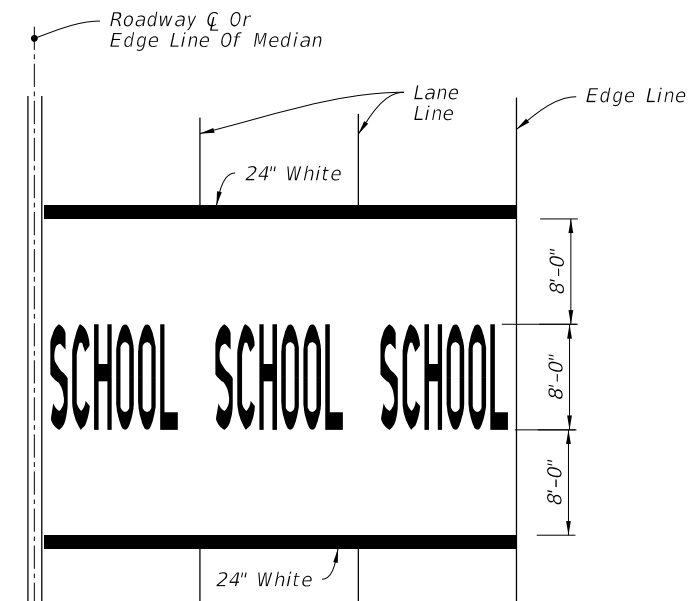 Roadway ℄ Or
Edge Line Of Median
Lane
Line
Edge Line
24" White
8'-0"
SCHOOL SCHOOL SCHOOL
8'-0"
8'-0"
24" White